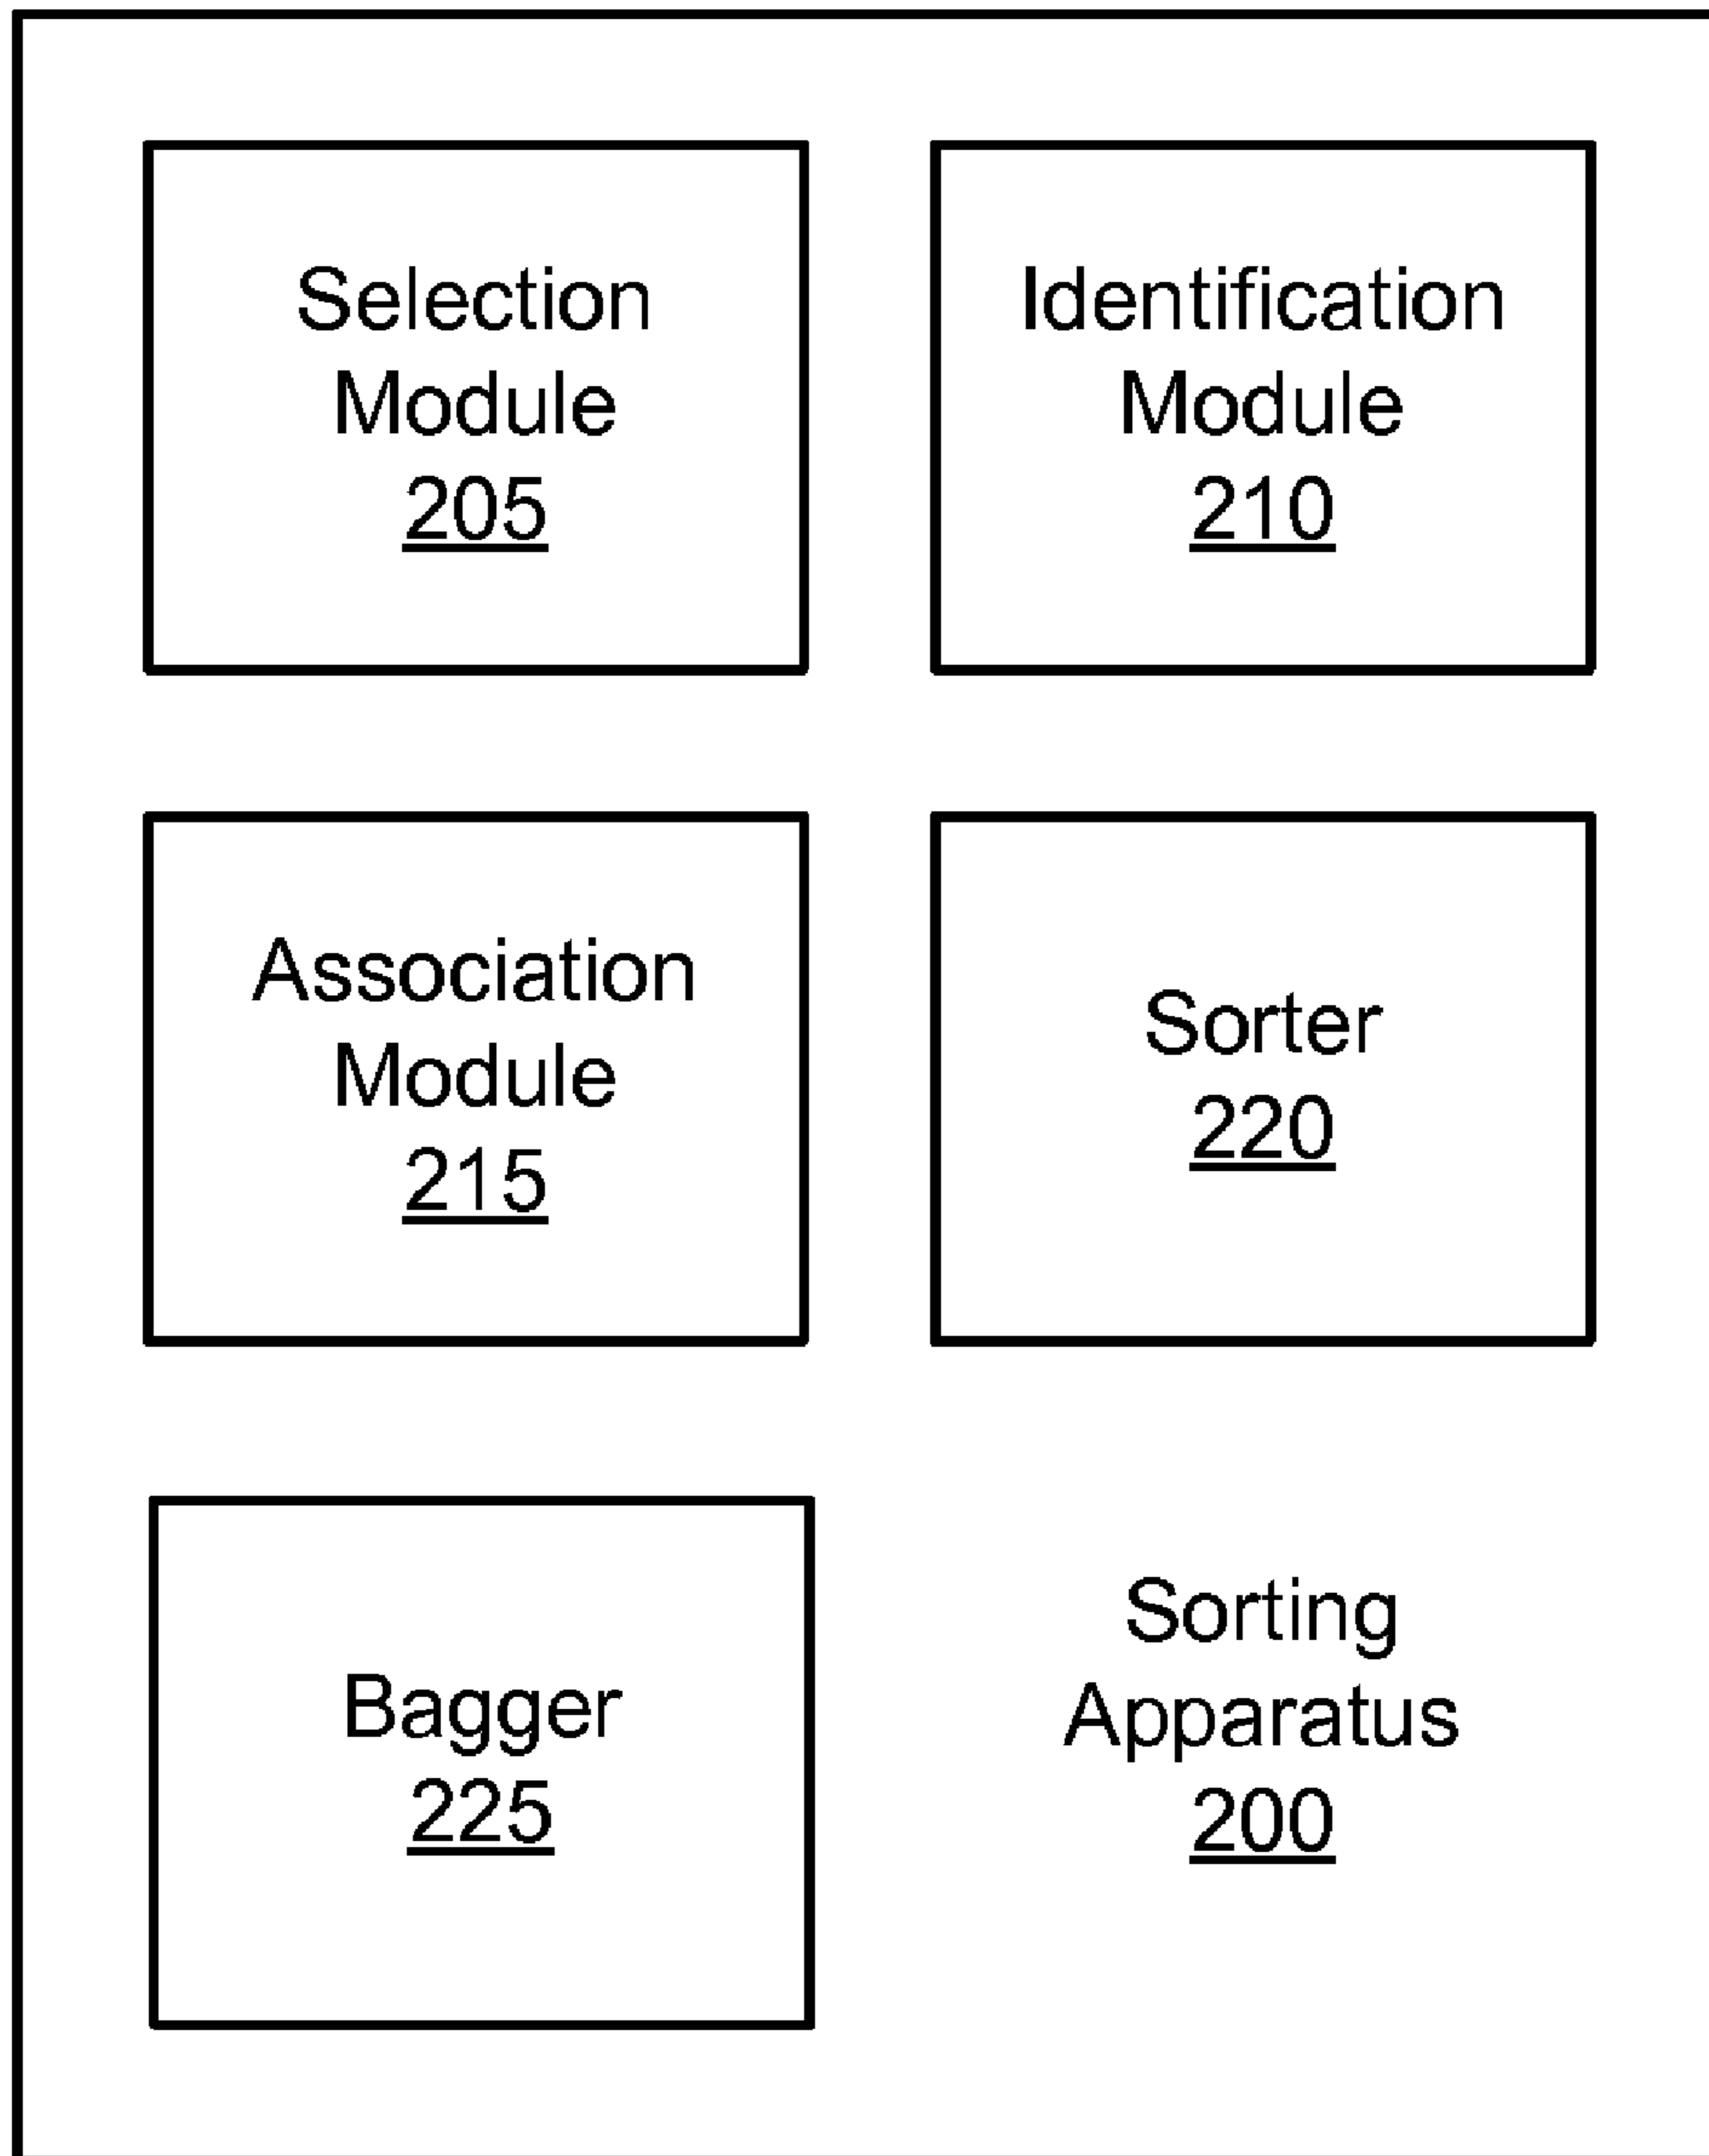 Selection
Module
205
Identification
Module
210
Association
Module
215
Sorter
220
Bagger
225
Sorting
Apparatus
200